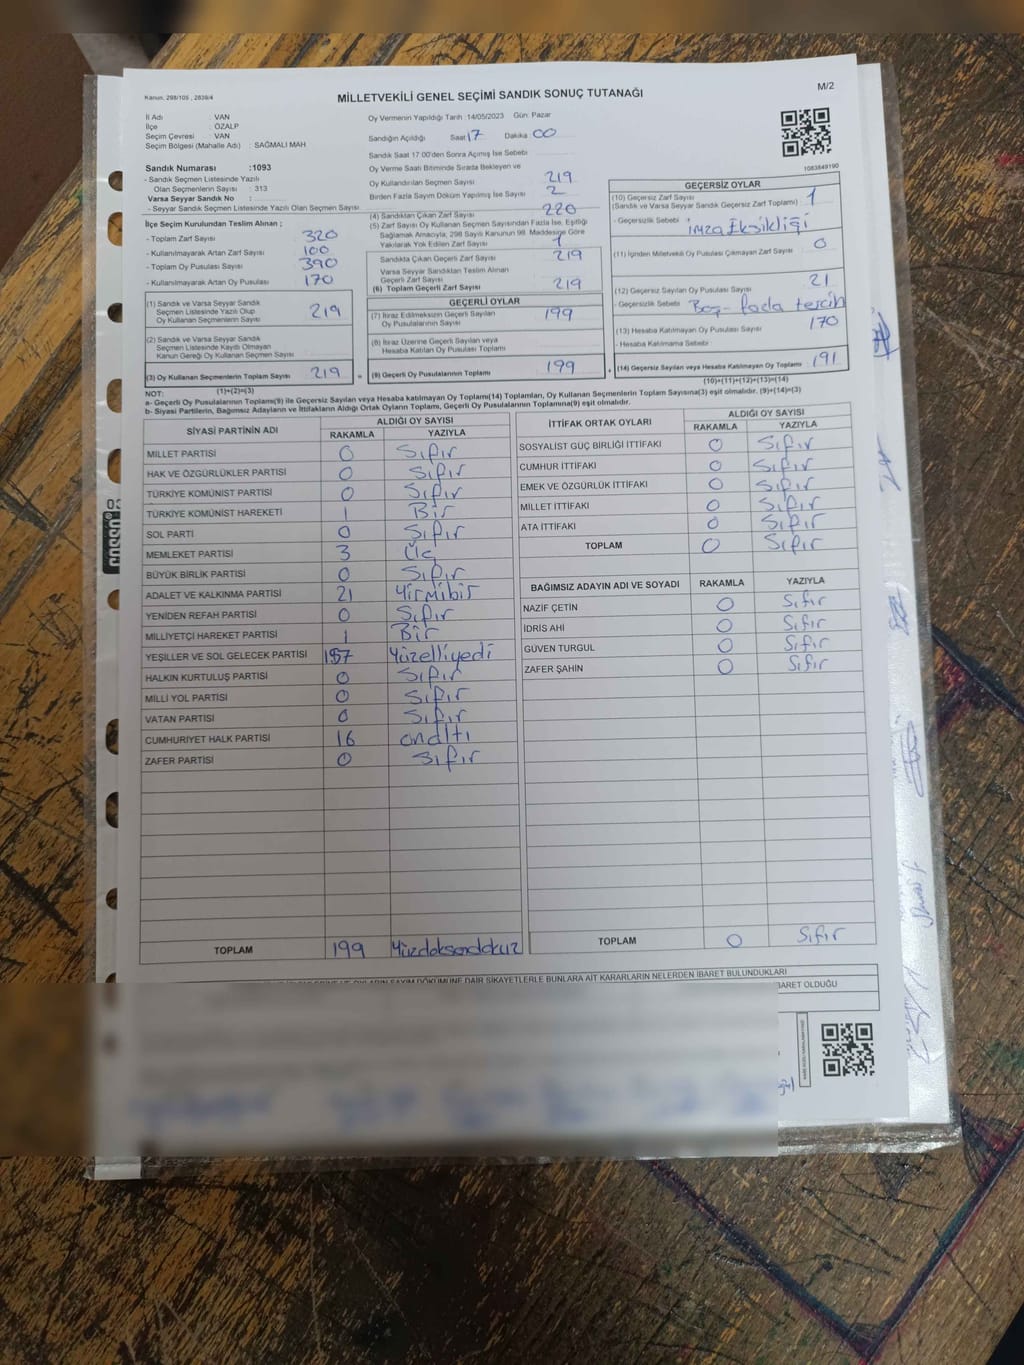 Kanun, 298/105 , 2839/4
MİLLETVEKİLİ GENEL SEÇİMİ SANDIK SONUÇ TUTANAĞI
M/2
İl Adı : VAN
İlçe : ÖZALP
Seçim Çevresi : VAN
Seçim Bölgesi (Mahalle Adı) : SAĞMALI MAH
Sandık Numarası :1093
- Sandık Seçmen Listesinde Yazılı
Olan Seçmenlerin Sayısı : 313
Varsa Seyyar Sandık No :
- Seyyar Sandık Seçmen Listesinde Yazılı Olan Seçmen Sayısı
Oy Vermenin Yapıldığı Tarih :14/05/2023 Gün: Pazar
Sandığın Açıldığı Saat 17 Dakika 00
Sandık Saat 17:00'den Sonra Açımış İse Sebebi
Oy Verme Saati Bitiminde Sırada Bekleyen ve
Oy Kullandırılan Seçmen Sayısı 219
Birden Fazla Sayım Döküm Yapılmış İse Sayısı 2
1083849190
İlçe Seçim Kurulundan Teslim Alınan ;
- Toplam Zarf Sayısı 320
- Kullanılmayarak Artan Zarf Sayısı 100
- Toplam Oy Pusulası Sayısı 390
- Kullanılmayarak Artan Oy Pusulası 170
(1) Sandık ve Varsa Seyyar Sandık
Seçmen Listesinde Yazılı Olup
Oy Kullanan Seçmenlerin Sayısı 219
(2) Sandık ve Varsa Seyyar Sandık
Seçmen Listesinde Kayıtlı Olmayan
Kanun Gereği Oy Kullanan Seçmen Sayısı
(3) Oy Kullanan Seçmenlerin Toplam Sayısı 219
(1)+(2)=(3)
(4) Sandıktan Çıkan Zarf Sayısı 220
(5) Zarf Sayısı Oy Kullanan Seçmen Sayısından Fazla İse, Eşitliği
Sağlamak Amacıyla, 298 Sayılı Kanunun 98. Maddesine Göre
Yakılarak Yok Edilen Zarf Sayısı 1
Sandıkta Çıkan Geçerli Zarf Sayısı 219
Varsa Seyyar Sandıktan Teslim Alınan
Geçerli Zarf Sayısı
(6) Toplam Geçerli Zarf Sayısı 219
GEÇERLİ OYLAR
(7) İtiraz Edilmeksizin Geçerli Sayılan
Oy Pusulasının Sayısı 199
(8) İtiraz Üzerine Geçerli Sayılan veya
Hesaba Katılan Oy Pusulası Toplamı
(9) Geçerli Oy Pusulalarının Toplamı 199
GEÇERSİZ OYLAR
(10) Geçersiz Zarf Sayısı
(Sandık ve Varsa Seyyar Sandık Geçersiz Zarf Toplamı) 1
- Geçersizlik Sebebi : imza Eksikliği
(11) İçinden Milletvekili Oy Pusulası Çıkmayan Zarf Sayısı 0
(12) Geçersiz Sayılan Oy Pusulası Sayısı 21
- Geçersizlik Sebebi Boş - fazla tercih
(13) Hesaba Katılmayan Oy Pusulası Sayısı 170
- Hesaba Katılmama Sebebi
(14) Geçersiz Sayılan veya Hesaba Katılmayan Oy Toplamı 191
(10)+(11)+(12)+(13)=(14)
NOT:
a- Geçerli Oy Pusulalarının Toplamı(9) ile Geçersiz Sayılan veya Hesaba katılmayan Oy Toplamı(14) Toplamları, Oy Kullanan Seçmenlerin Toplam Sayısına(3) eşit olmalıdır. (9)+(14)=(3)
b- Siyasi Partilerin, Bağımsız Adayların ve İttifakların Aldığı Ortak Oyların Toplamı, Geçerli Oy Pusulalarının Toplamına(9) eşit olmalıdır.
SİYASİ PARTİNİN ADI ALDIĞI OY SAYISI
RAKAMLA YAZIYLA
MİLLET PARTİSİ 0 Sıfır
HAK VE ÖZGÜRLÜKLER PARTİSİ 0 Sıfır
TÜRKİYE KOMÜNİST PARTİSİ 0 Sıfır
TÜRKİYE KOMÜNİST HAREKETİ 1 Bir
SOL PARTİ 0 Sıfır
MEMLEKET PARTİSİ 3 Üç
BÜYÜK BİRLİK PARTİSİ 0 Sıfır
ADALET VE KALKINMA PARTİSİ 21 Yirmibir
YENİDEN REFAH PARTİSİ 0 Sıfır
MİLLİYETÇİ HAREKET PARTİSİ 1 Bir
YEŞİLLER VE SOL GELECEK PARTİSİ 157 Yüzelliyedi
HALKIN KURTULUŞ PARTİSİ 0 Sıfır
MİLLİ YOL PARTİSİ 0 Sıfır
VATAN PARTİSİ 0 Sıfır
CUMHURİYET HALK PARTİSİ 16 onaltı
ZAFER PARTİSİ 0 Sıfır
TOPLAM 199 Yüzdoksandokuz
İTTİFAK ORTAK OYLARI ALDIĞI OY SAYISI
RAKAMLA YAZIYLA
SOSYALİST GÜÇ BİRLİĞİ İTTİFAKI 0 Sıfır
CUMHUR İTTİFAKI 0 Sıfır
EMEK VE ÖZGÜRLÜK İTTİFAKI 0 Sıfır
MİLLET İTTİFAKI 0 Sıfır
ATA İTTİFAKI 0 Sıfır
TOPLAM 0 Sıfır
BAĞIMSIZ ADAYIN ADI VE SOYADI RAKAMLA YAZIYLA
NAZİF ÇETİN 0 Sıfır
İDRİS AHİ 0 Sıfır
GÜVEN TURGUL 0 Sıfır
ZAFER ŞAHİN 0 Sıfır
TOPLAM 0 Sıfır
OYLARIN SAYIM DÖKÜMÜNE DAİR ŞİKAYETLERLE BUNLARA AİT KARARLARIN NELERDEN İBARET BULUNDUKLARI
İBARET OLDUĞU